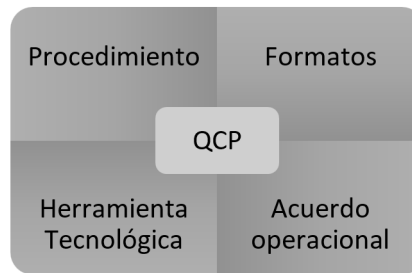 Procedimiento
Formatos
QCP
Herramienta
Tecnológica
Acuerdo
operacional